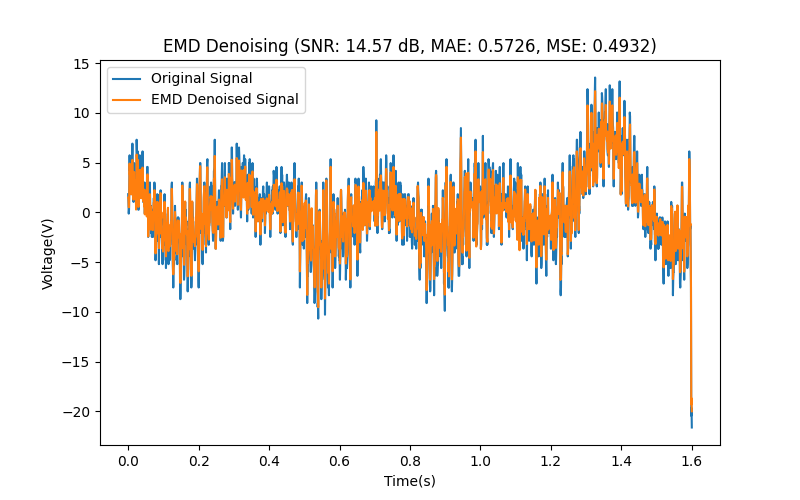 EMD Denoising (SNR: 14.57 dB, MAE: 0.5726, MSE: 0.4932)
Original Signal
EMD Denoised Signal
15
10
5
0
−5
−10
−15
−20
Voltage(V)
0.0 0.2 0.4 0.6 0.8 1.0 1.2 1.4 1.6
Time(s)